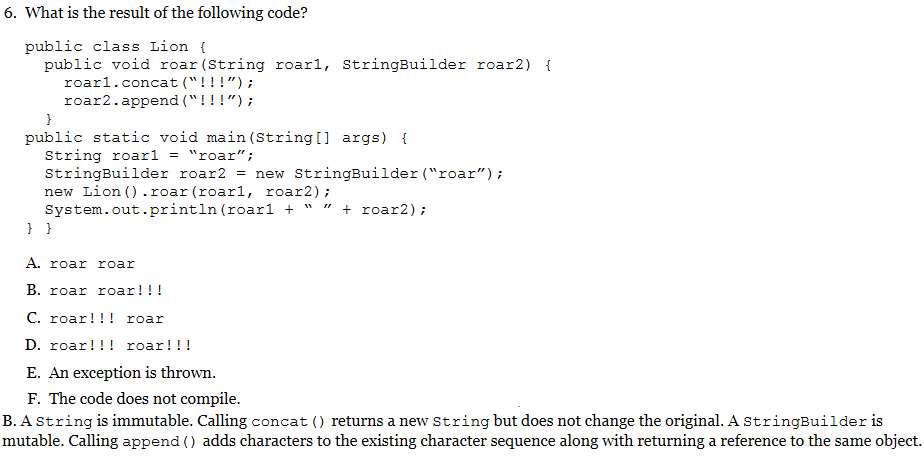 6. What is the result of the following code?
public class Lion {
public void roar(String roar1, StringBuilder roar2) {
roar1.concat(“!!!”);
roar2.append(“!!!”);
}
public static void main(String[] args) {
String roar1 = “roar”;
StringBuilder roar2 = new StringBuilder(“roar”);
new Lion().roar(roar1, roar2);
System.out.println(roar1 + “ ” + roar2);
} }
A. roar roar
B. roar roar!!!
C. roar!!! roar
D. roar!!! roar!!!
E. An exception is thrown.
F. The code does not compile.
B. A String is immutable. Calling concat() returns a new String but does not change the original. A StringBuilder is
mutable. Calling append() adds characters to the existing character sequence along with returning a reference to the same object.